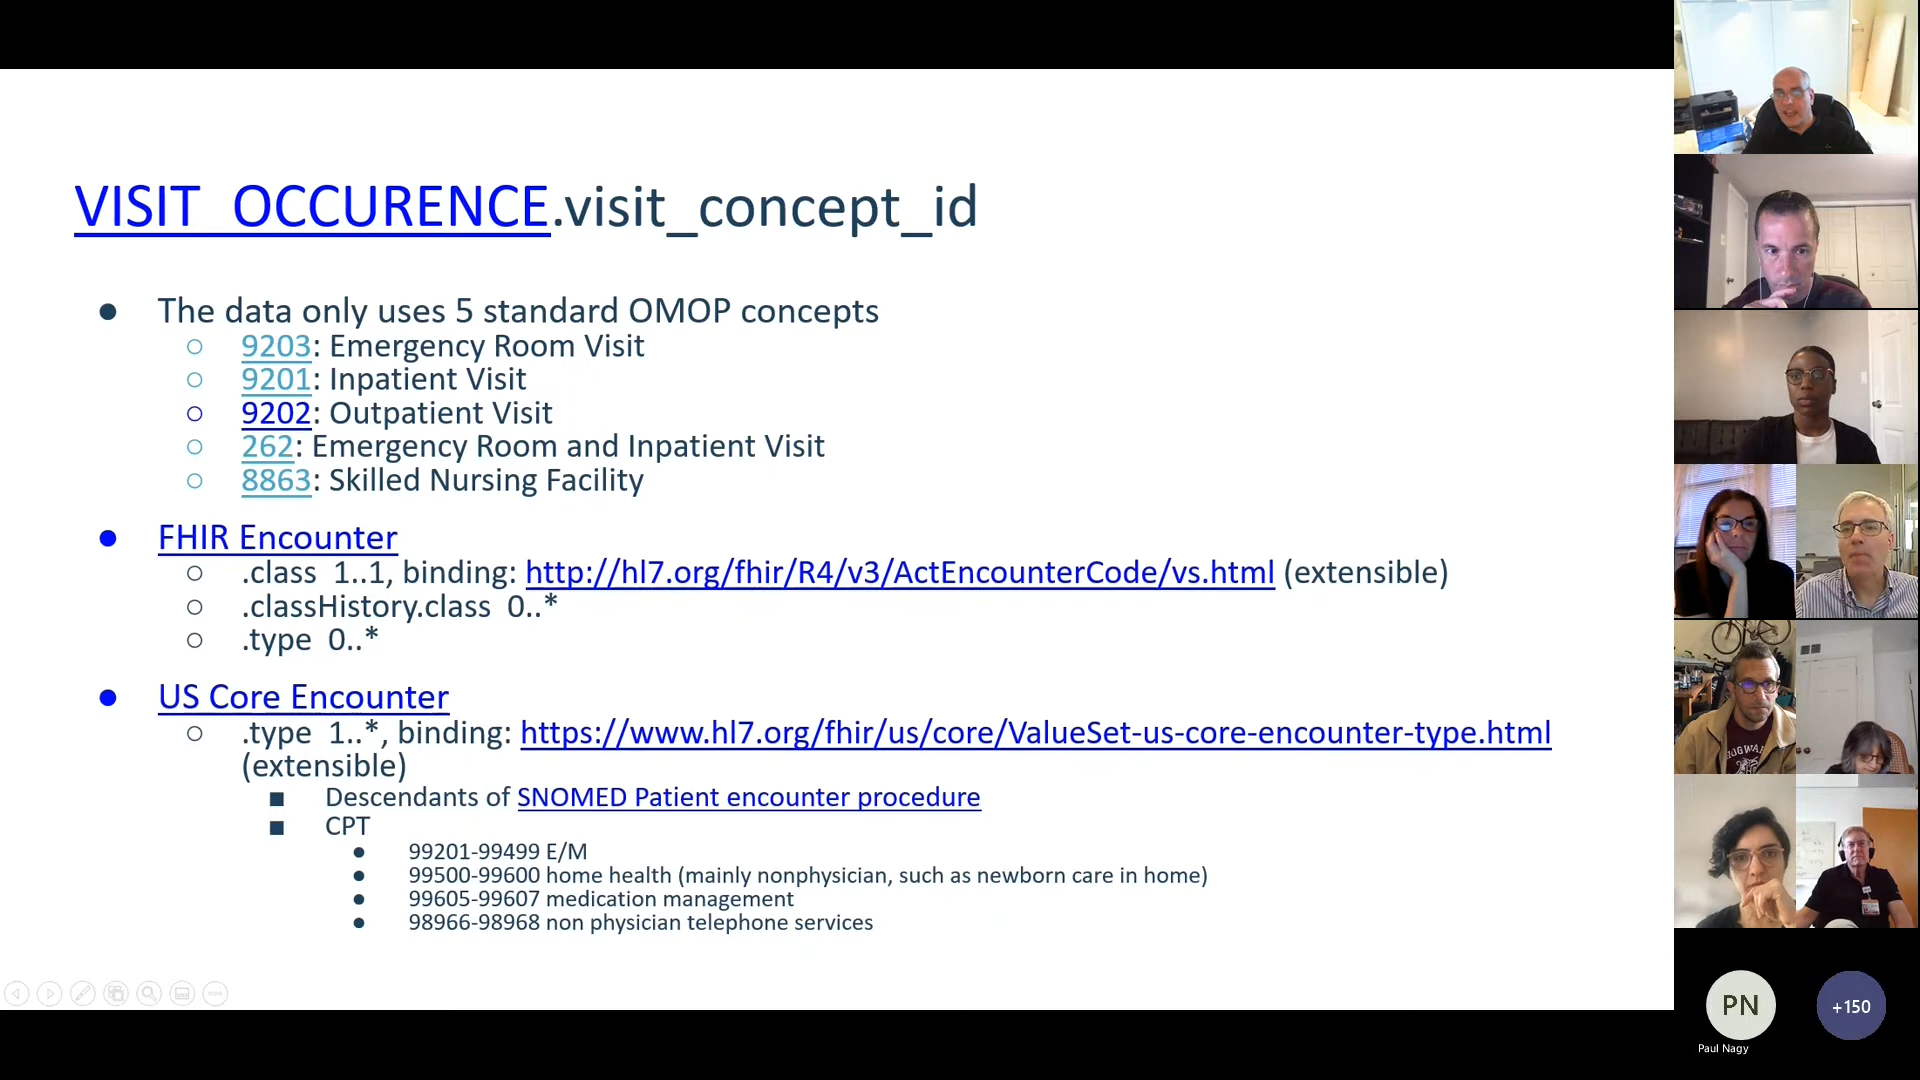 VISIT_OCCURENCE.visit_concept_id
● The data only uses 5 standard OMOP concepts
○ 9203: Emergency Room Visit
○ 9201: Inpatient Visit
○ 9202: Outpatient Visit
○ 262: Emergency Room and Inpatient Visit
○ 8863: Skilled Nursing Facility
● FHIR Encounter
○ .class 1..1, binding: http://hl7.org/fhir/R4/v3/ActEncounterCode/vs.html (extensible)
○ .classHistory.class 0..*
○ .type 0..*
● US Core Encounter
○ .type 1..*, binding: https://www.hl7.org/fhir/us/core/ValueSet-us-core-encounter-type.html
(extensible)
■ Descendants of SNOMED Patient encounter procedure
■ CPT
● 99201-99499 E/M
● 99500-99600 home health (mainly nonphysician, such as newborn care in home)
● 99605-99607 medication management
● 98966-98968 non physician telephone services
PN
+150
Paul Nagy